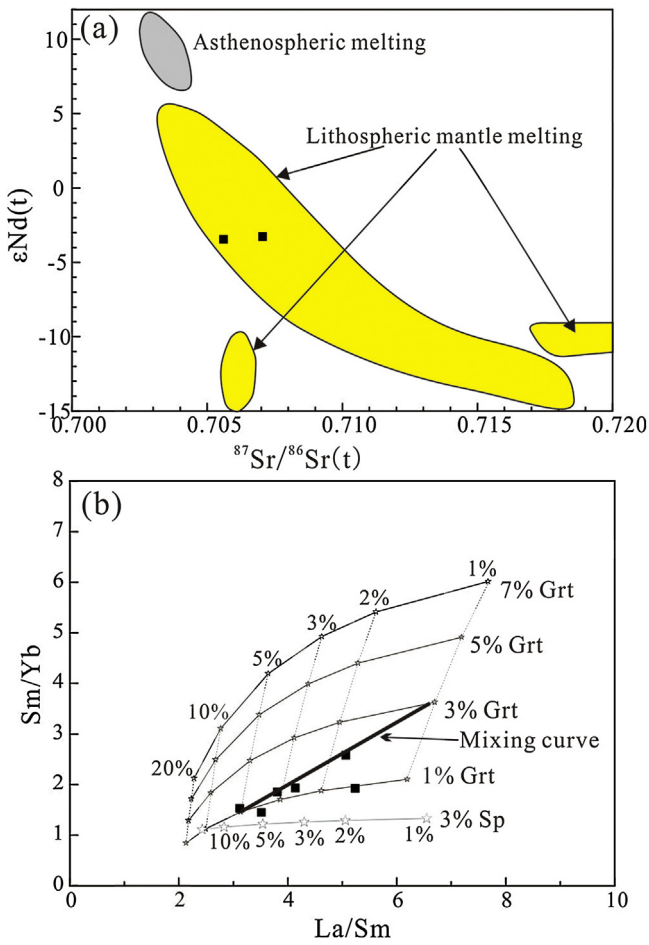 (a)
Asthenospheric melting
Lithospheric mantle melting
10
5
0
-5
-10
-15
εNd(t)
0.700
0.705
0.710
0.715
0.720
⁸⁷Sr/⁸⁶Sr(t)
(b)
8
7
6
5
4
3
2
1
0
Sm/Yb
1%
7% Grt
2%
3%
5% Grt
5%
10%
3% Grt
Mixing curve
20%
1% Grt
3% Sp
10%
5%
3%
2%
1%
0
2
4
6
8
10
La/Sm